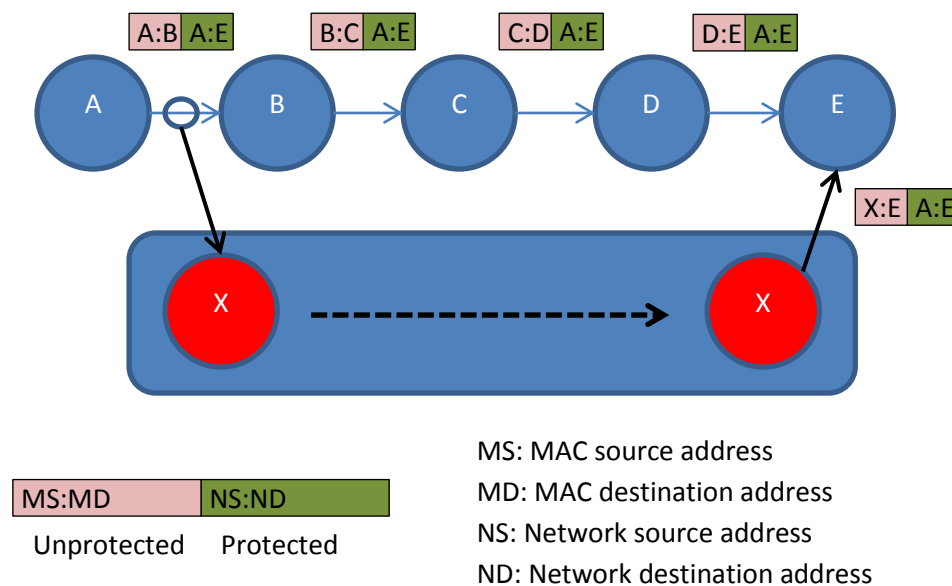 A:B A:E B:C A:E C:D A:E D:E A:E
A B C D E
X:E A:E
X X
MS:MD NS:ND
Unprotected Protected
MS: MAC source address
MD: MAC destination address
NS: Network source address
ND: Network destination address